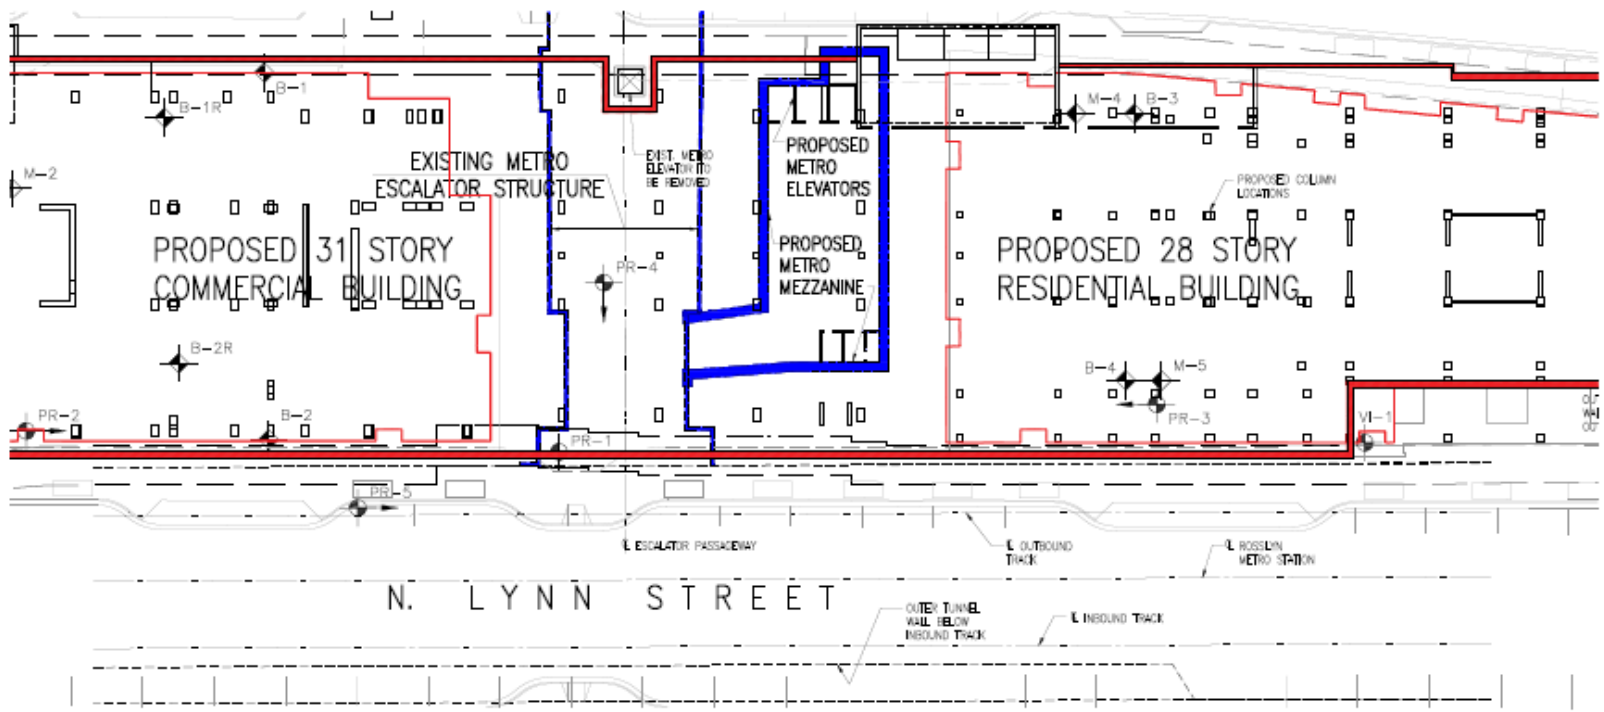 B-1
B-1R
M-4
B-3
EXISTING METRO
ESCALATOR STRUCTURE
EXIST. METRO
ELEVATOR TO
BE REMOVED
PROPOSED
METRO
ELEVATORS
M-2
PROPOSED COLUMN
LOCATIONS
PROPOSED 31 STORY
COMMERCIAL BUILDING
PR-4
PROPOSED
METRO
MEZZANINE
PROPOSED 28 STORY
RESIDENTIAL BUILDING
B-2R
B-4
M-5
PR-3
PR-2
B-2
PR-1
VI-1
PR-5
℄ ESCALATOR PASSAGEWAY
℄ OUTBOUND
TRACK
℄ ROSSLYN
METRO STATION
N. LYNN STREET
OUTER TUNNEL
WALL BELOW
INBOUND TRACK
℄ INBOUND TRACK